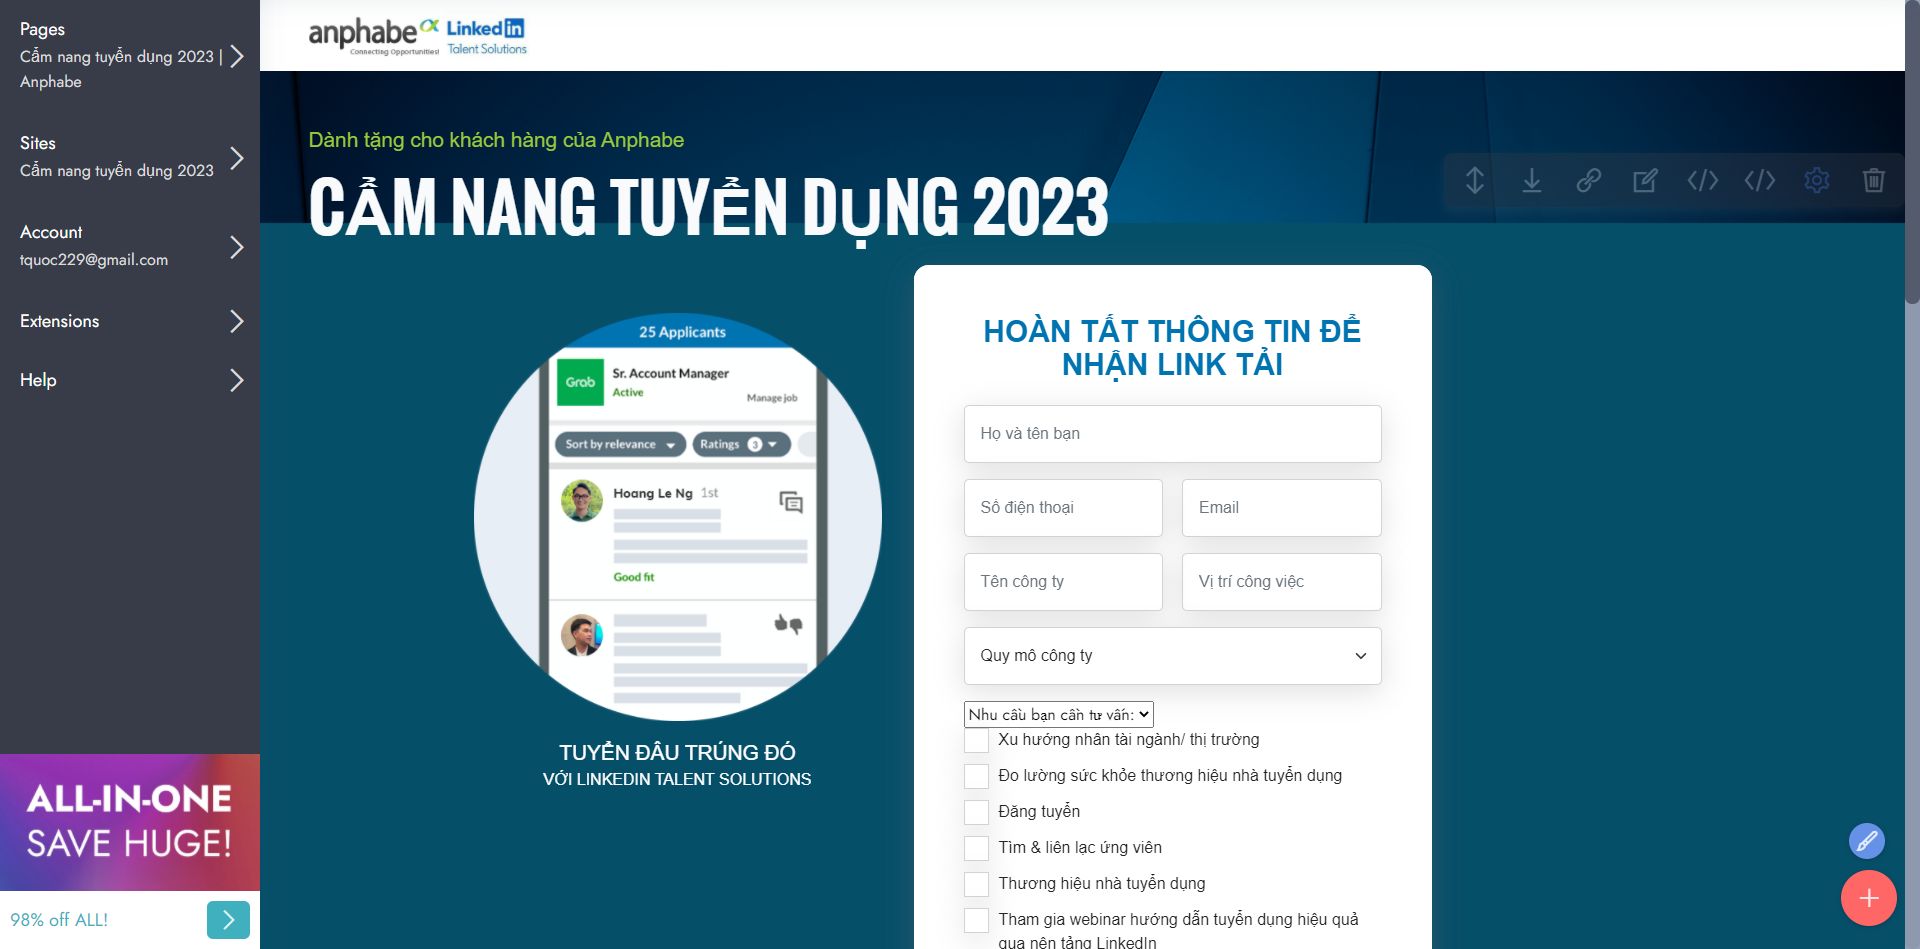 Pages
Cẩm nang tuyển dụng 2023 |
Anphabe
Sites
Cẩm nang tuyển dụng 2023
Account
tquoc229@gmail.com
Extensions
Help
ALL-IN-ONE
SAVE HUGE!
98% off ALL!
anphabe
Connecting Opportunities!
Linked in
Talent Solutions
Dành tặng cho khách hàng của Anphabe
CẨM NANG TUYỂN DỤNG 2023
25 Applicants
Grab
Sr. Account Manager
Active
Manage job
Sort by relevance
Ratings 3
Hoang Le Ng 1st
Good fit
TUYỂN ĐÂU TRÚNG ĐÓ
VỚI LINKEDIN TALENT SOLUTIONS
HOÀN TẤT THÔNG TIN ĐỂ
NHẬN LINK TẢI
Họ và tên bạn
Số điện thoại
Email
Tên công ty
Vị trí công việc
Quy mô công ty
Nhu cầu bạn cần tư vấn:
Xu hướng nhân tài ngành/ thị trường
Đo lường sức khỏe thương hiệu nhà tuyển dụng
Đăng tuyển
Tìm & liên lạc ứng viên
Thương hiệu nhà tuyển dụng
Tham gia webinar hướng dẫn tuyển dụng hiệu quả
qua nền tảng LinkedIn